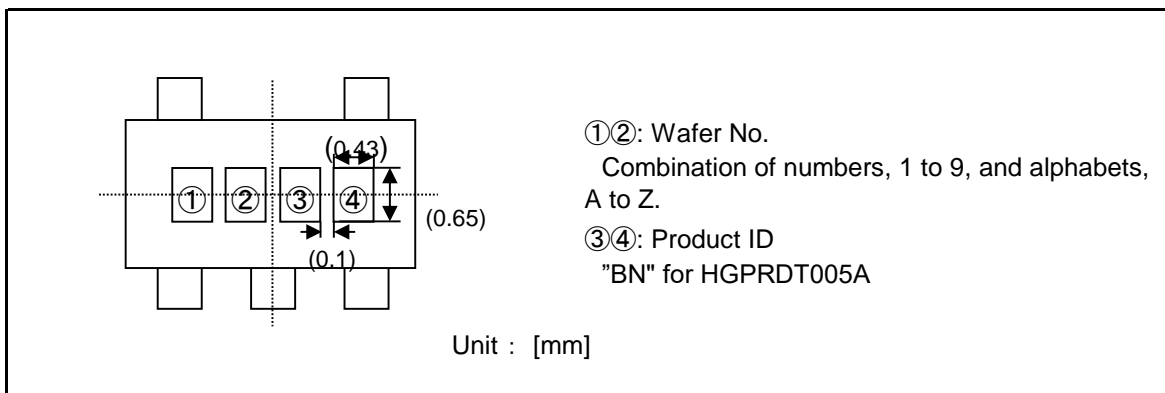 (0.43)
① ② ③ ④
(0.65)
(0.1)
①②: Wafer No.
Combination of numbers, 1 to 9, and alphabets,
A to Z.
③④: Product ID
”BN" for HGPRDT005A
Unit : [mm]